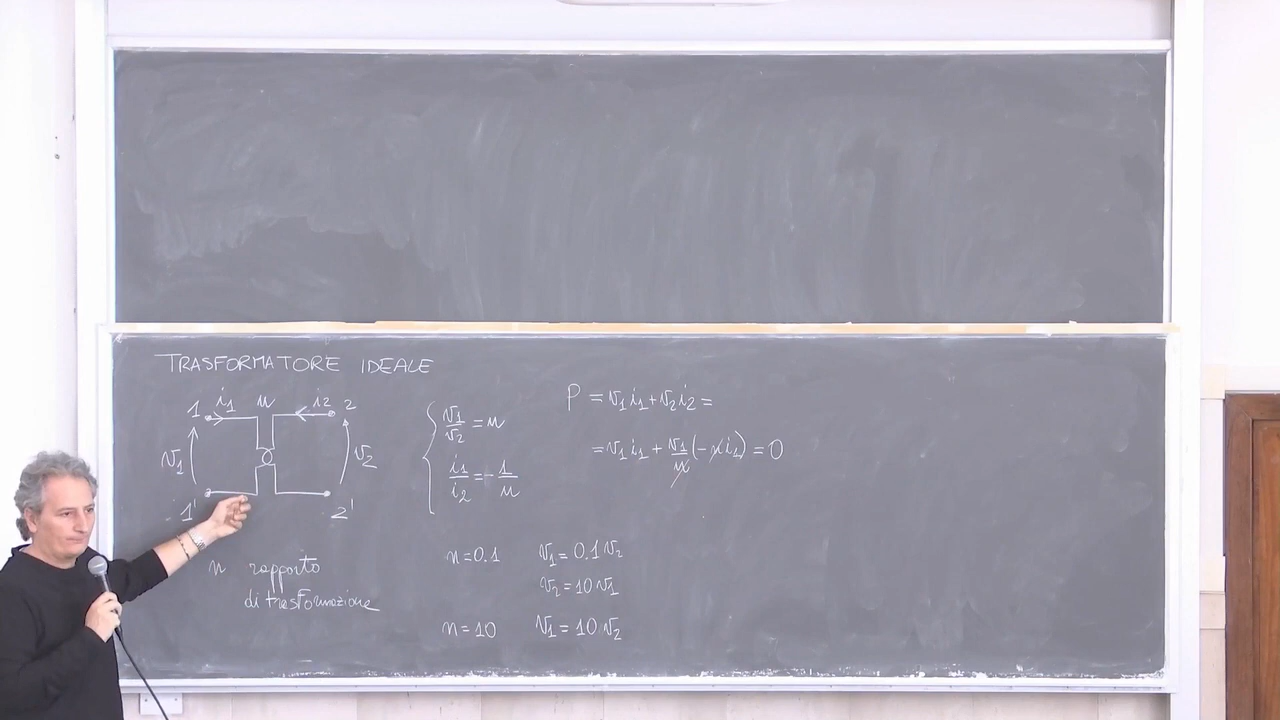 TRASFORMATORE IDEALE
1 i1 n i2 2
v1 v2
1' 2'
n rapporto
di trasformazione
v1/v2 = n
i1/i2 = -1/n
n=0.1 v1 = 0.1 v2
v2 = 10 v1
n=10 v1 = 10 v2
P = v1 i1 + v2 i2 =
= v1 i1 + v1/n (-n i1) = 0